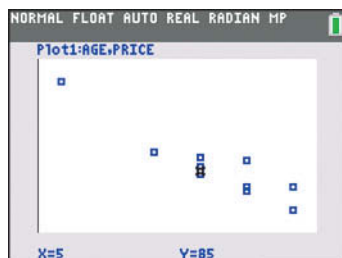 NORMAL FLOAT AUTO REAL RADIAN MP
Plot1:AGE,PRICE
X=5 Y=85